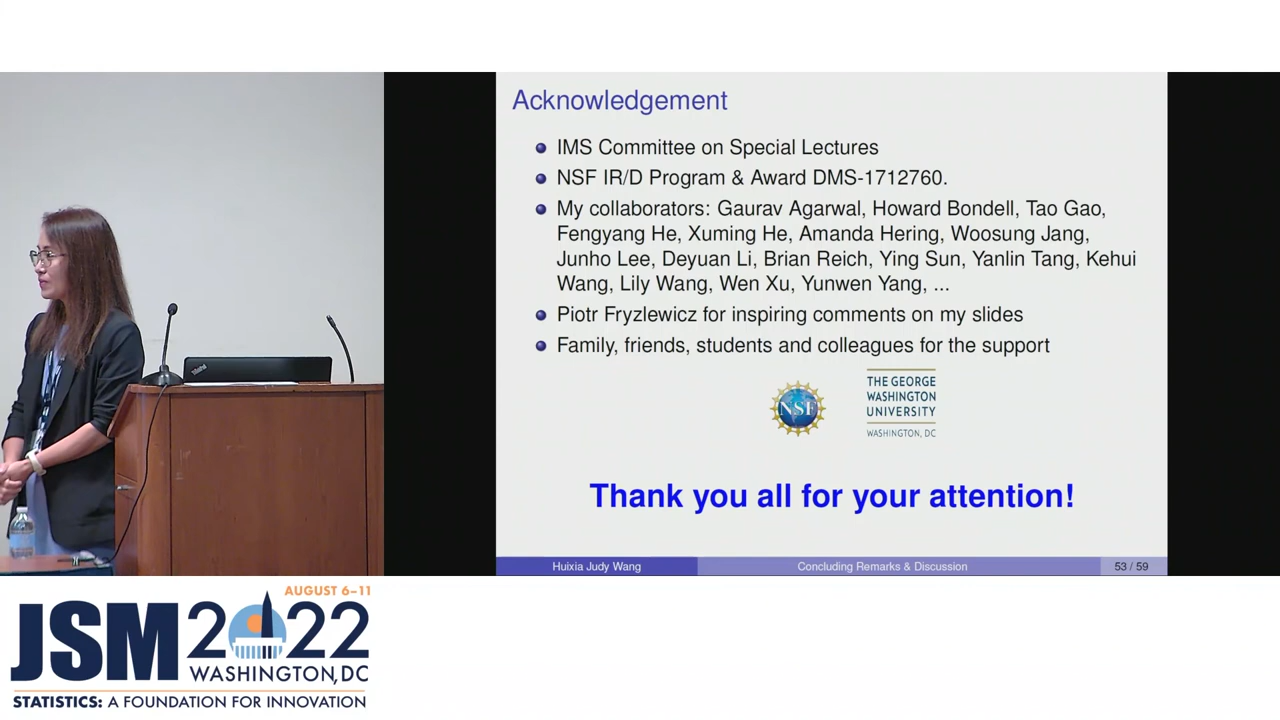 Acknowledgement
IMS Committee on Special Lectures
NSF IR/D Program & Award DMS-1712760.
My collaborators: Gaurav Agarwal, Howard Bondell, Tao Gao,
Fengyang He, Xuming He, Amanda Hering, Woosung Jang,
Junho Lee, Deyuan Li, Brian Reich, Ying Sun, Yanlin Tang, Kehui
Wang, Lily Wang, Wen Xu, Yunwen Yang, ...
Piotr Fryzlewicz for inspiring comments on my slides
Family, friends, students and colleagues for the support
NSF
THE GEORGE
WASHINGTON
UNIVERSITY
WASHINGTON, DC
Thank you all for your attention!
Huixia Judy Wang
Concluding Remarks & Discussion
53 / 59
ThinkPad
AUGUST 6–11
JSM 2022
WASHINGTON, DC
STATISTICS: A FOUNDATION FOR INNOVATION